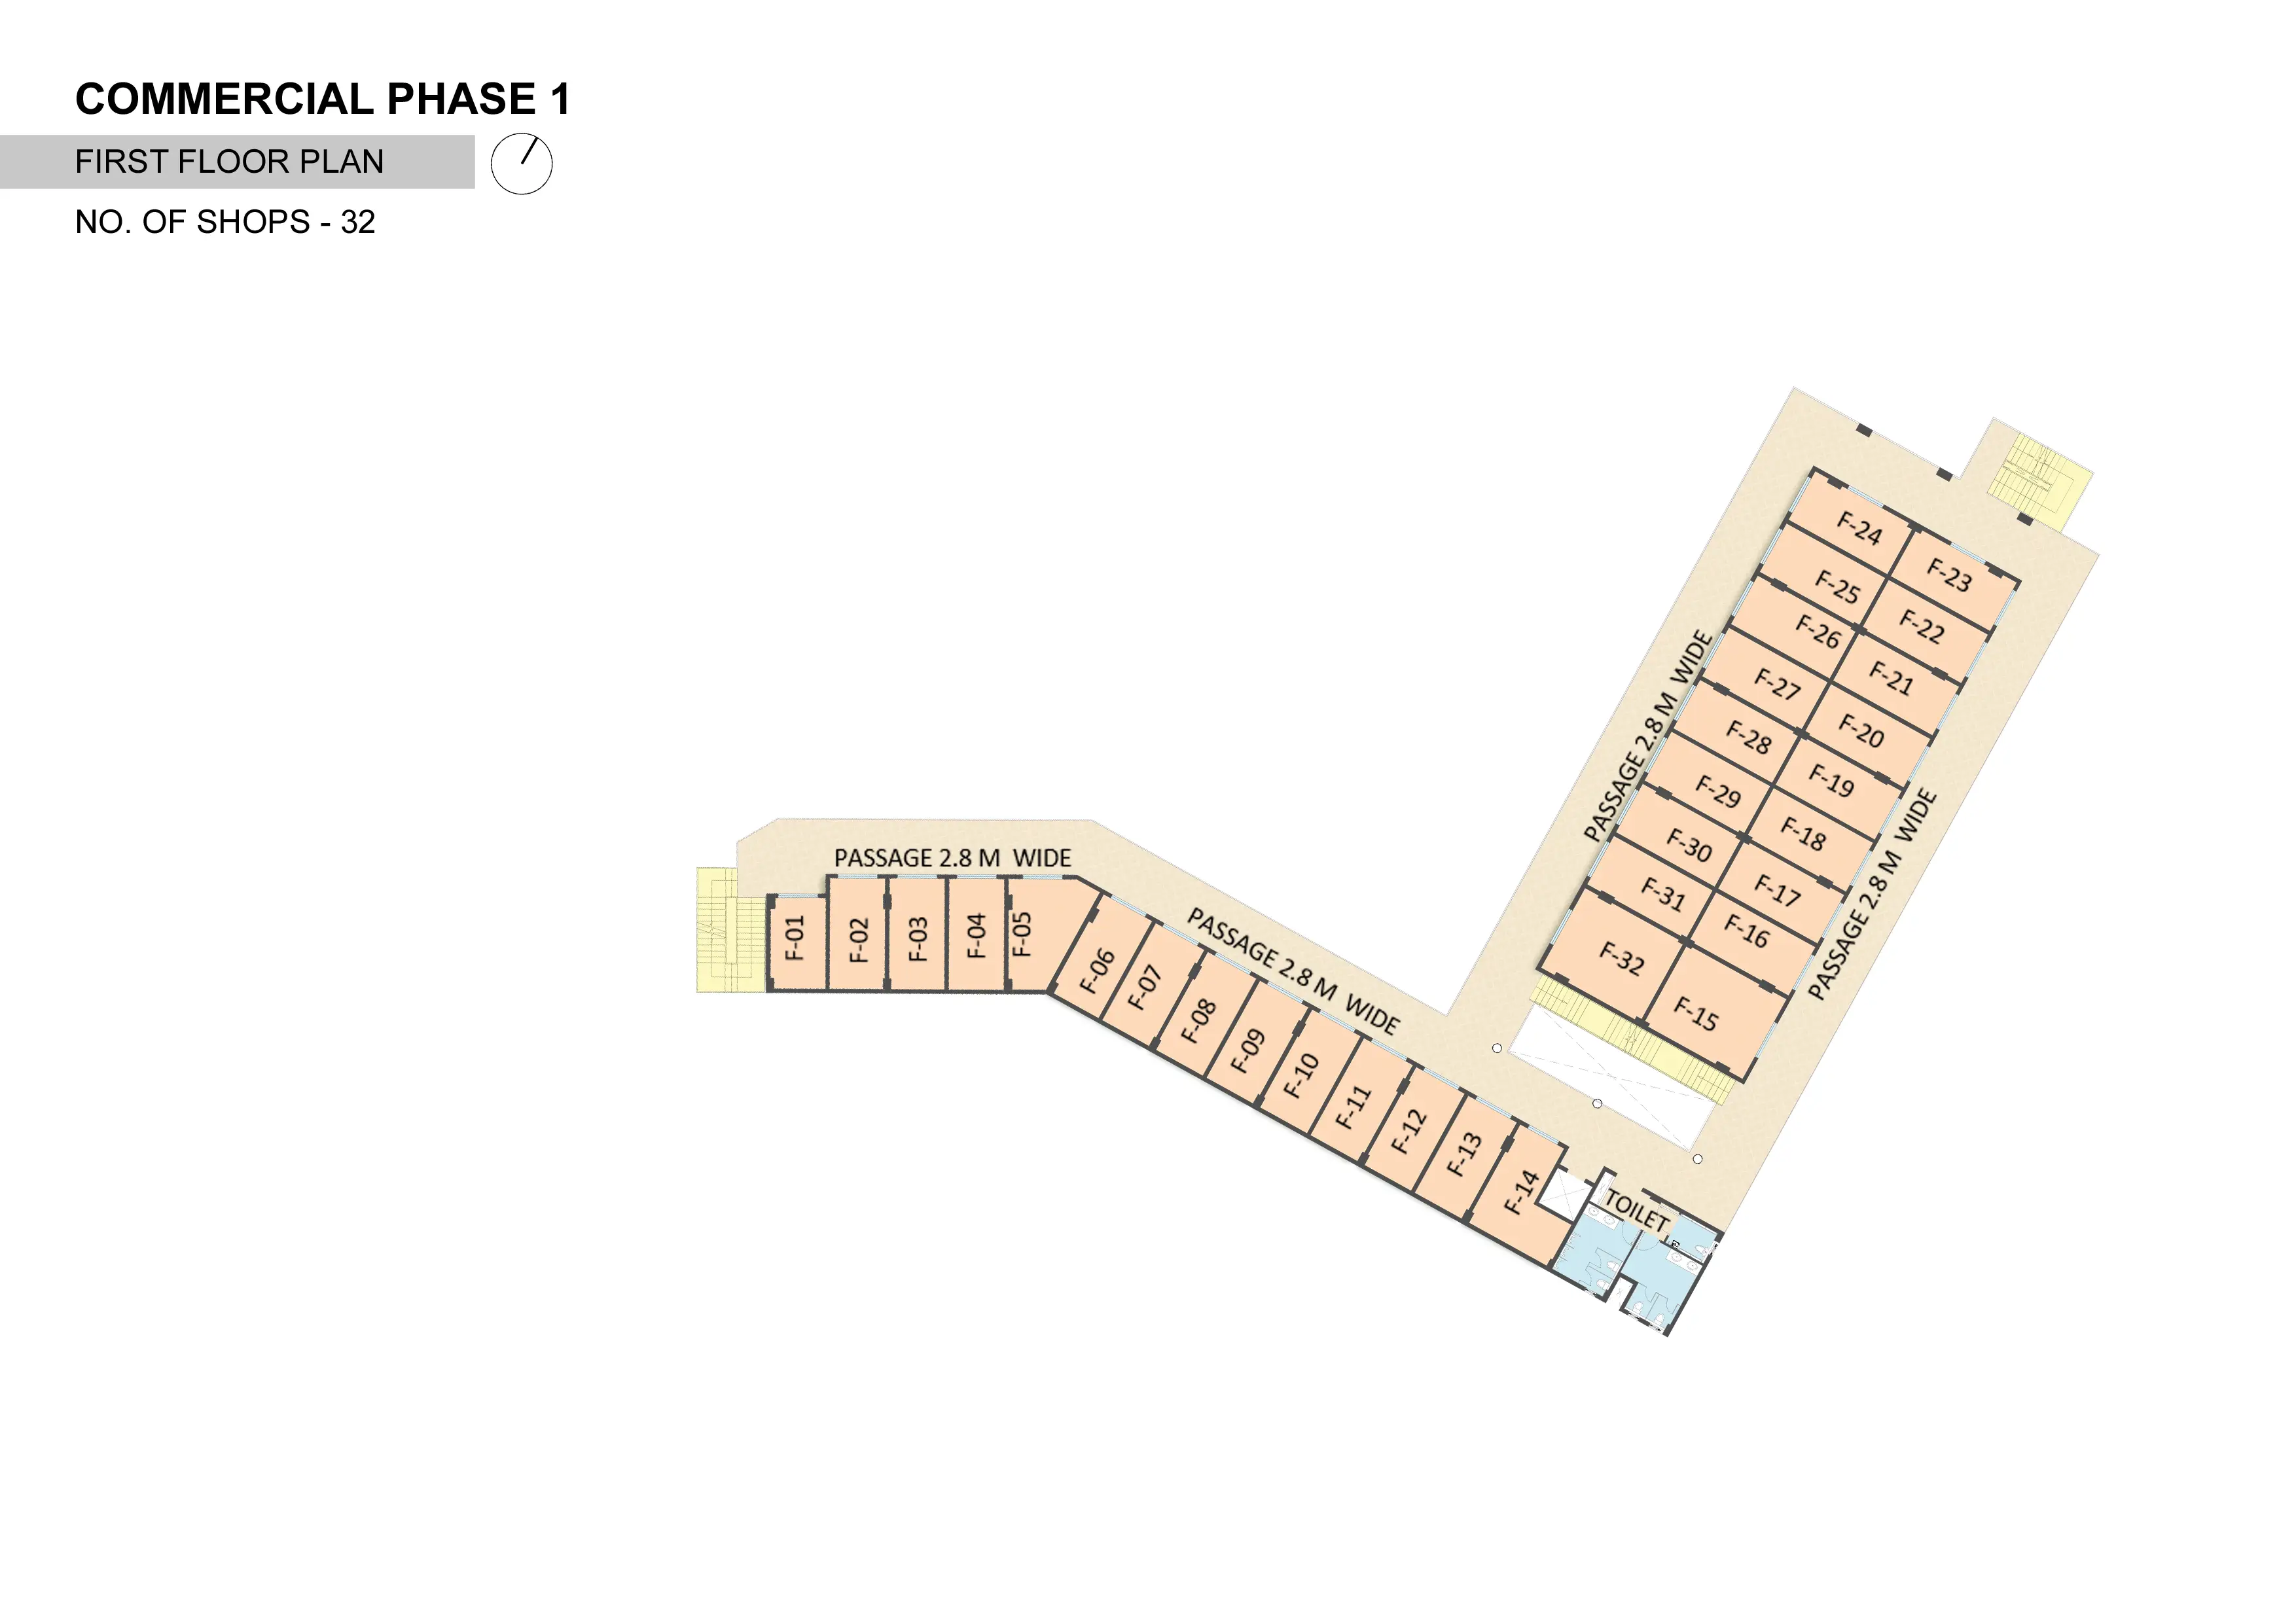 COMMERCIAL PHASE 1
FIRST FLOOR PLAN
NO. OF SHOPS - 32
F-24
F-23
F-25
F-22
F-26
F-21
F-27
F-20
F-28
F-19
F-29
F-18
F-30
F-17
F-31
F-16
F-32
F-15
PASSAGE 2.8 M WIDE
PASSAGE 2.8 M WIDE
PASSAGE 2.8 M WIDE
PASSAGE 2.8 M WIDE
F-01
F-02
F-03
F-04
F-05
F-06
F-07
F-08
F-09
F-10
F-11
F-12
F-13
F-14
TOILET